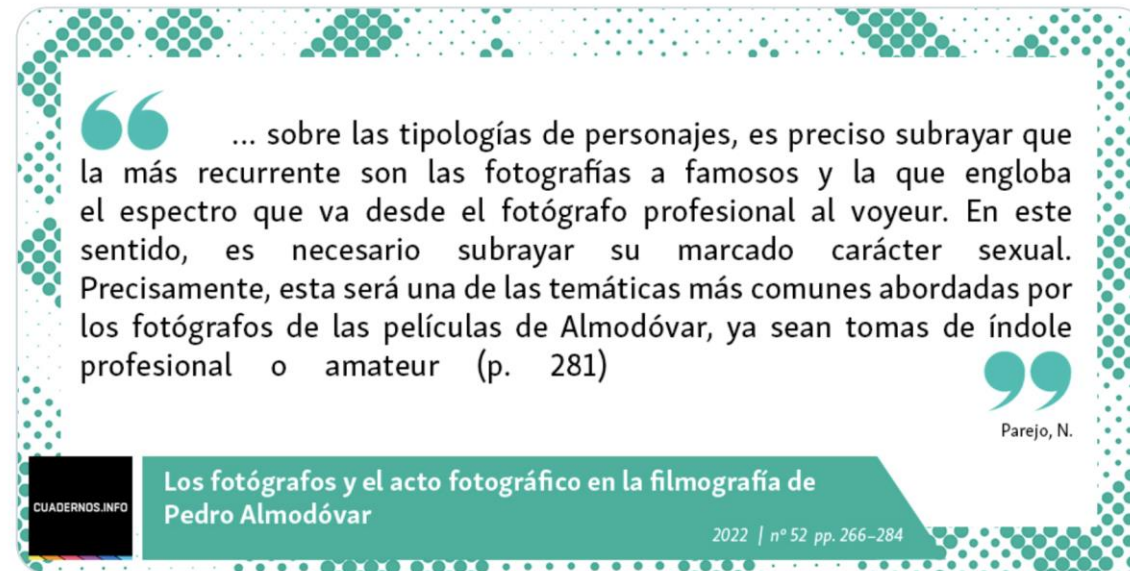 ... sobre las tipologías de personajes, es preciso subrayar que
la más recurrente son las fotografías a famosos y la que engloba
el espectro que va desde el fotógrafo profesional al voyeur. En este
sentido, es necesario subrayar su marcado carácter sexual.
Precisamente, esta será una de las temáticas más comunes abordadas por
los fotógrafos de las películas de Almodóvar, ya sean tomas de índole
profesional o amateur (p. 281)
Parejo, N.
CUADERNOS.INFO
Los fotógrafos y el acto fotográfico en la filmografía de
Pedro Almodóvar
2022 | nº 52 pp. 266–284